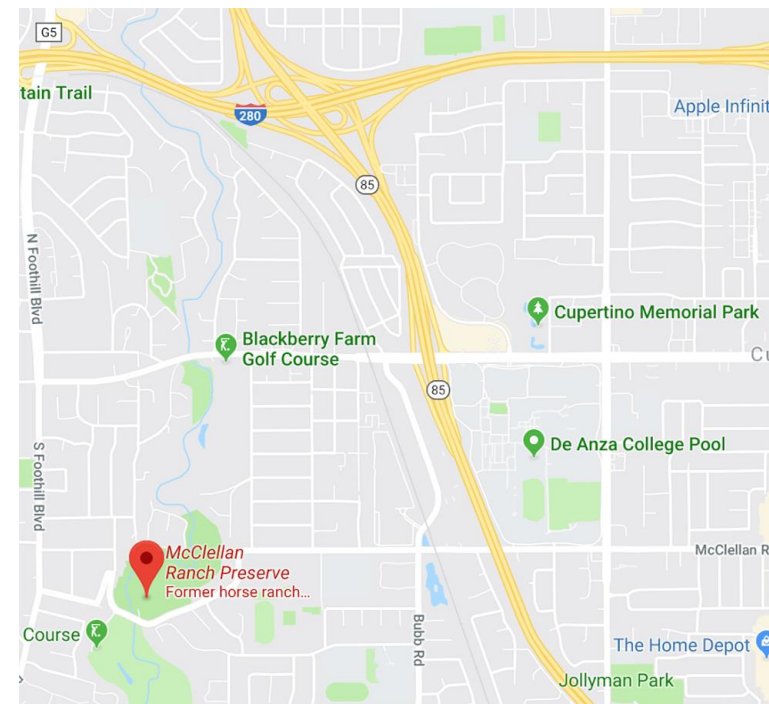 G5
tain Trail
280
Apple Infinit
85
N Foothill Blvd
Cupertino Memorial Park
Blackberry Farm
Golf Course
Cu
85
S Foothill Blvd
De Anza College Pool
McClellan
Ranch Preserve
Former horse ranch...
McClellan R
Course
Bubb Rd
The Home Depot
Jollyman Park